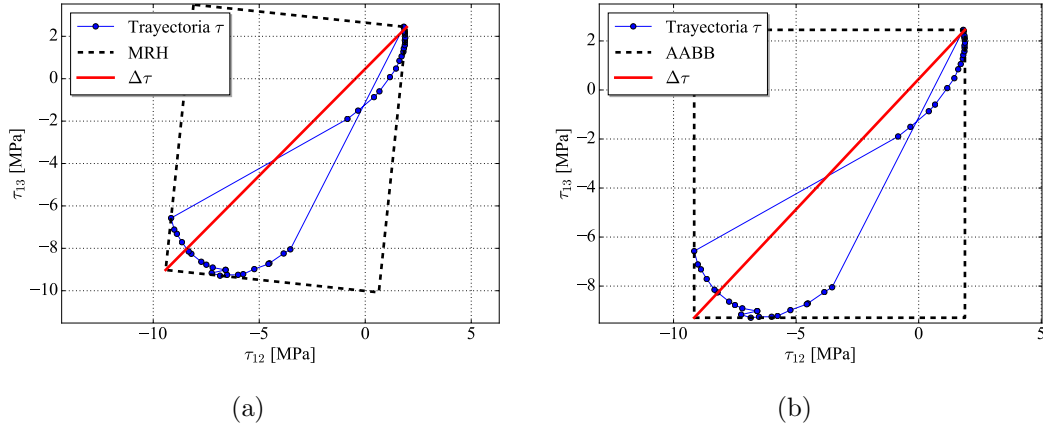 2
0
−2
−4
−6
−8
−10
τ13 [MPa]
−10
−5
0
5
τ12 [MPa]
Trayectoria τ
MRH
Δτ
(a)
2
0
−2
−4
−6
−8
τ13 [MPa]
−10
−5
0
5
τ12 [MPa]
Trayectoria τ
AABB
Δτ
(b)